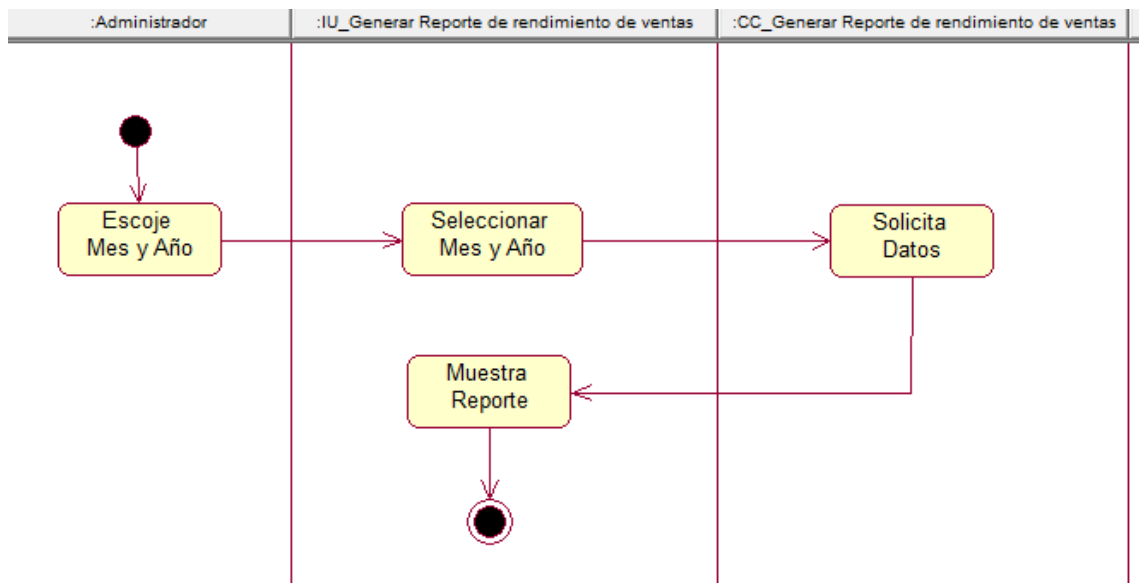 :Administrador
:IU_Generar Reporte de rendimiento de ventas
:CC_Generar Reporte de rendimiento de ventas
Escoje
Mes y Año
Seleccionar
Mes y Año
Solicita
Datos
Muestra
Reporte